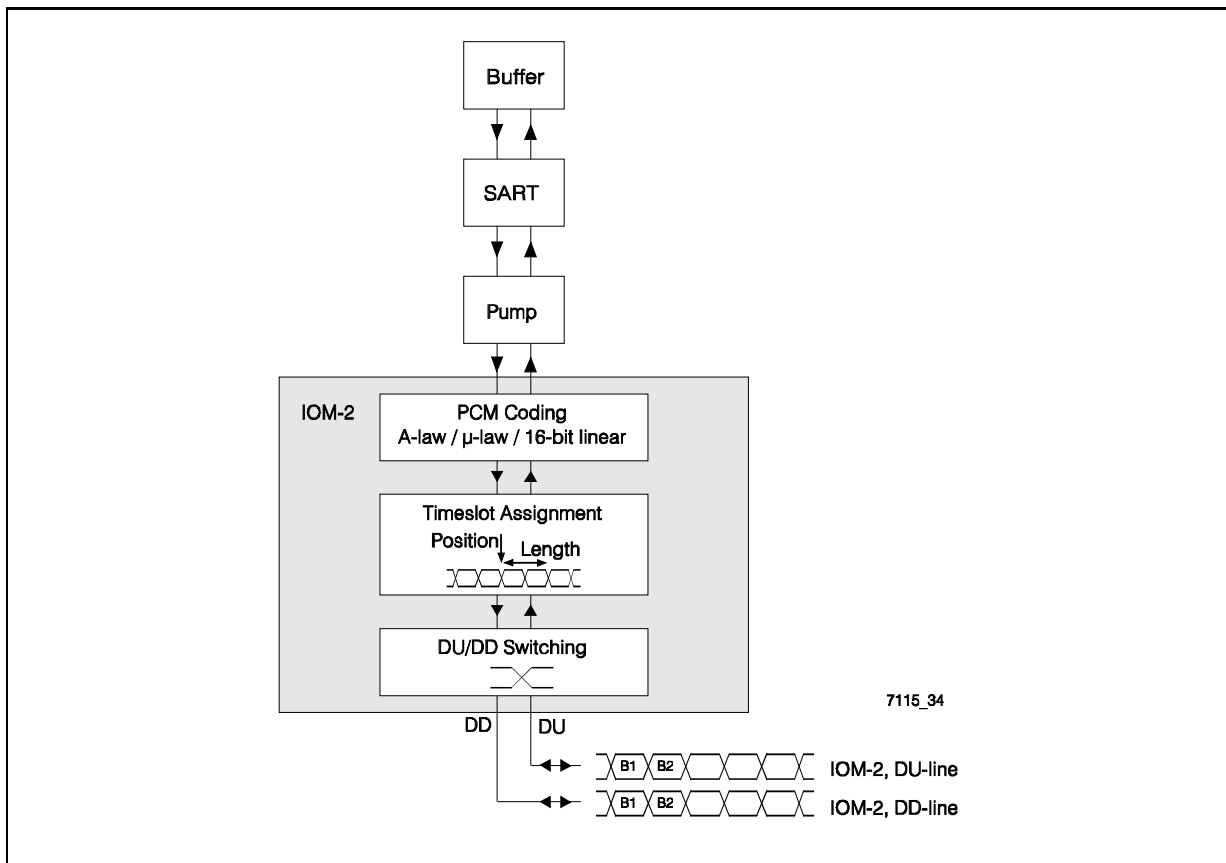 Buffer
SART
Pump
IOM-2
PCM Coding
A-law / µ-law / 16-bit linear
Timeslot Assignment
Position
Length
DU/DD Switching
7115_34
DD
DU
B1 B2
IOM-2, DU-line
B1 B2
IOM-2, DD-line